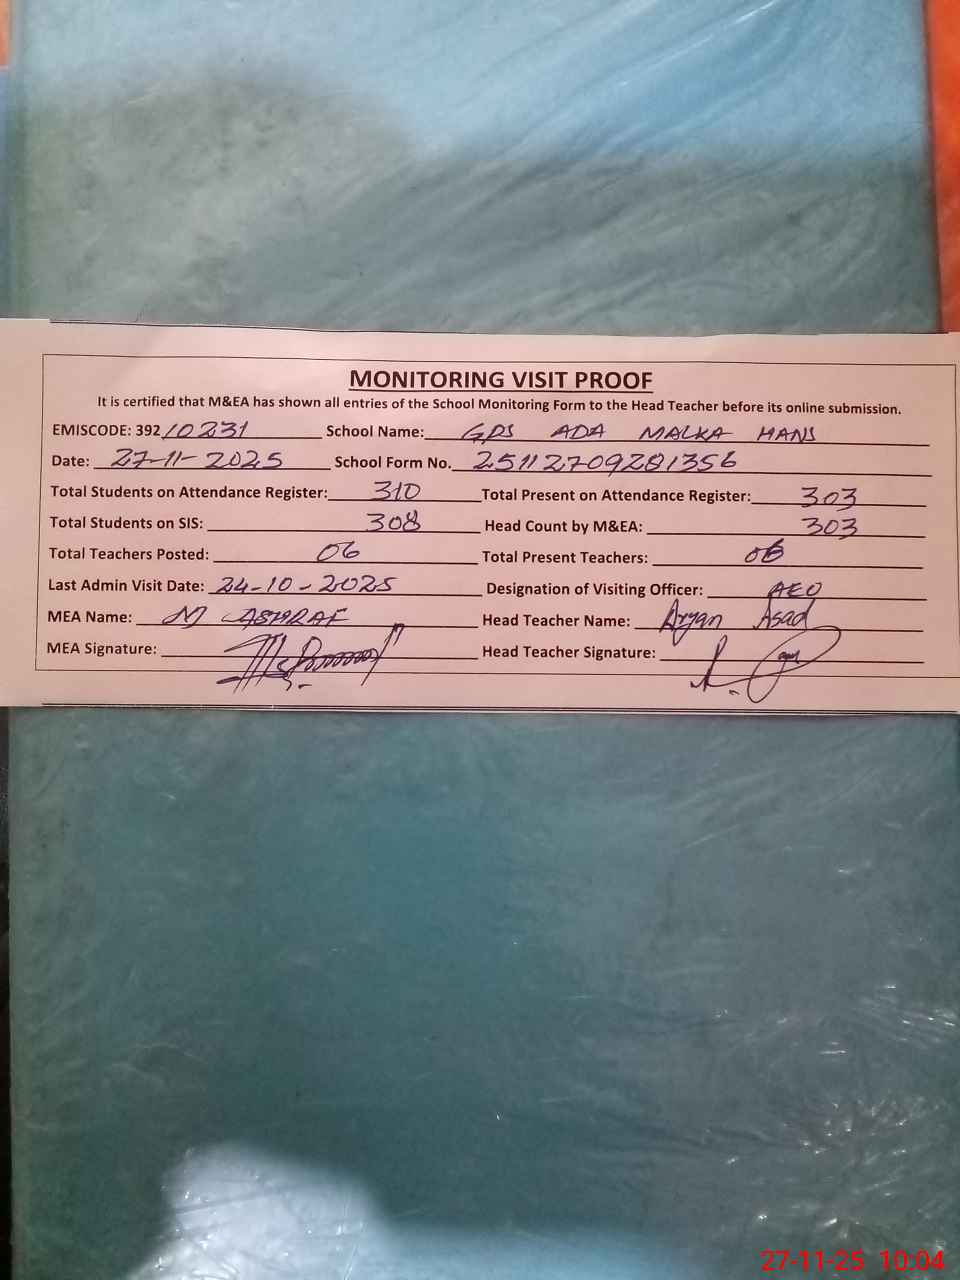 MONITORING VISIT PROOF
It is certified that M&EA has shown all entries of the School Monitoring Form to the Head Teacher before its online submission.
EMISCODE: 392/10231 School Name: GPS ADA MALKA HANS
Date: 27-11-2025 School Form No. 25112709281356
Total Students on Attendance Register: 310 Total Present on Attendance Register: 303
Total Students on SIS: 308 Head Count by M&EA: 303
Total Teachers Posted: 06 Total Present Teachers: 06
Last Admin Visit Date: 24-10-2025 Designation of Visiting Officer: AEO
MEA Name: M ASHRAF Head Teacher Name: Aryan Asad
MEA Signature: Head Teacher Signature:
27-11-25 10:04